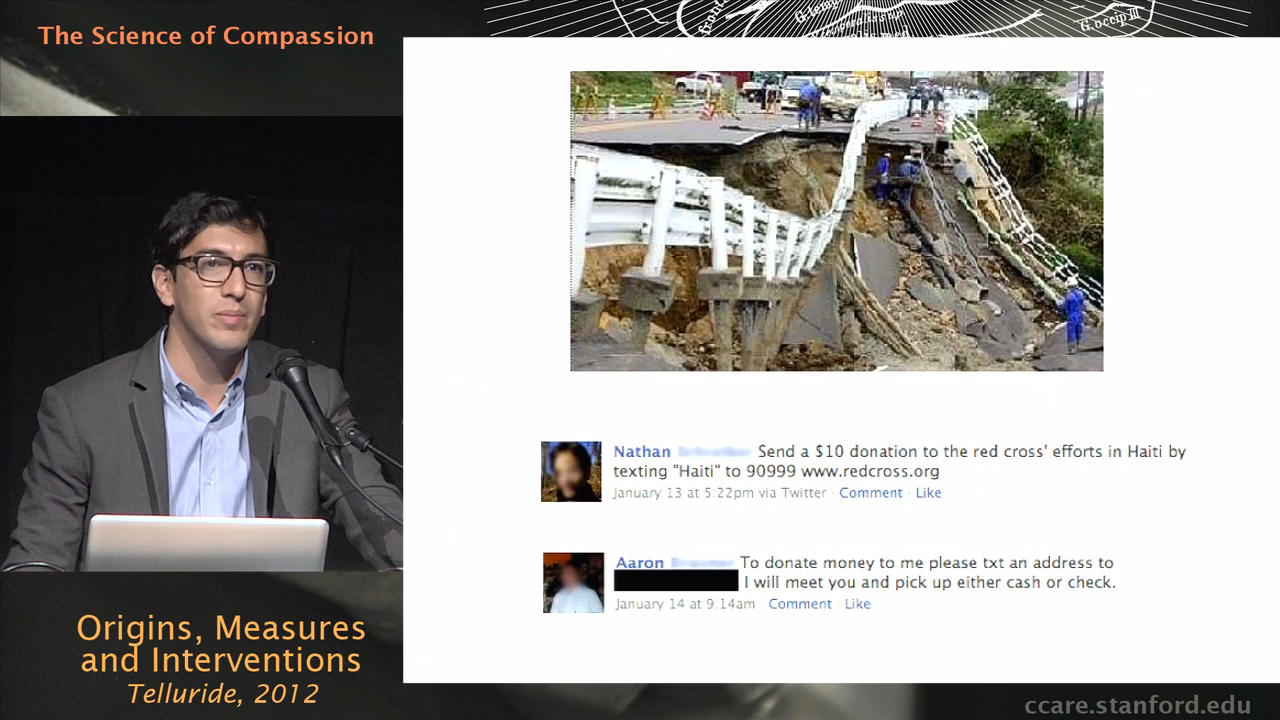 The Science of Compassion
G.occip III
Nathan Send a $10 donation to the red cross' efforts in Haiti by
texting "Haiti" to 90999 www.redcross.org
January 13 at 5:22pm via Twitter · Comment · Like
Aaron To donate money to me please txt an address to
I will meet you and pick up either cash or check.
January 14 at 9:14am · Comment · Like
Origins, Measures
and Interventions
Telluride, 2012
ccare.stanford.edu